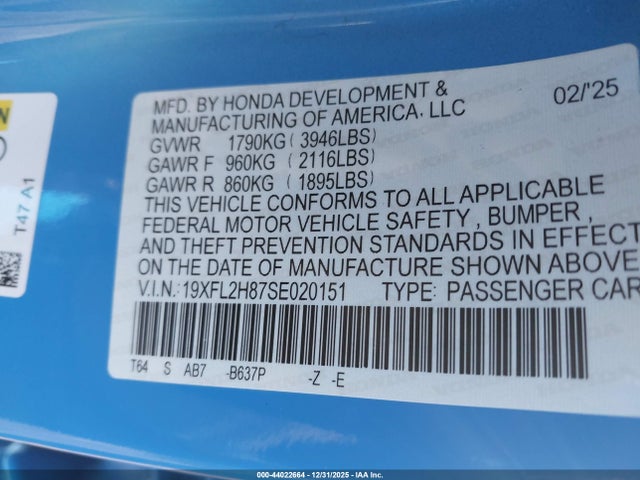 MFD. BY HONDA DEVELOPMENT & 02/'25
MANUFACTURING OF AMERICA, LLC
GVWR 1790KG (3946LBS)
GAWR F 960KG (2116LBS)
GAWR R 860KG (1895LBS)
THIS VEHICLE CONFORMS TO ALL APPLICABLE
FEDERAL MOTOR VEHICLE SAFETY, BUMPER,
AND THEFT PREVENTION STANDARDS IN EFFECT
ON THE DATE OF MANUFACTURE SHOWN ABOVE
V.I.N.: 19XFL2H87SE020151 TYPE: PASSENGER CAR
T64 S AB7 -B637P -Z -E
T47 A1
000-44022664 - 12/31/2025 - IAA Inc.